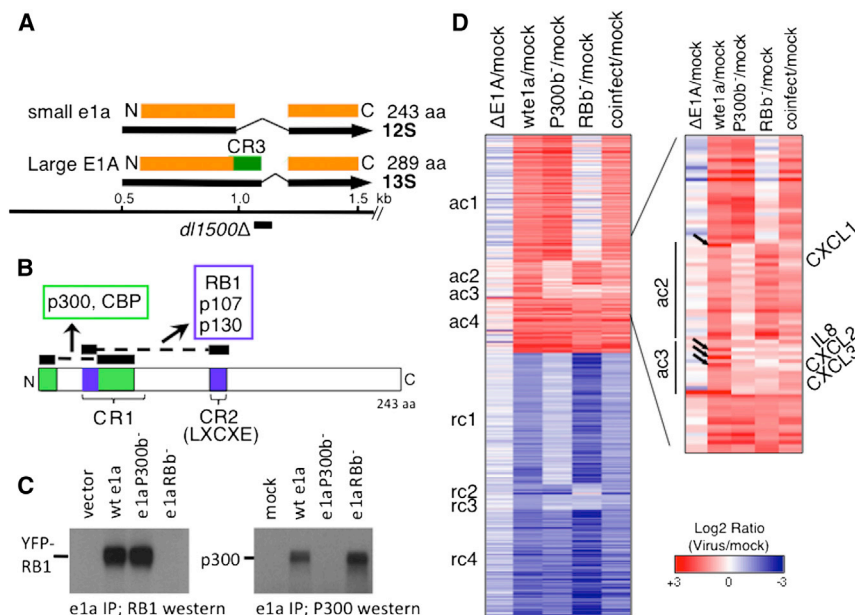 A
small e1a N C 243 aa
12S
CR3
Large E1A N C 289 aa
13S
0.5 1.0 1.5 kb
dl1500Δ
B
p300, CBP
RB1
p107
p130
N C
CR1 CR2 243 aa
(LXCXE)
C
vector
wt e1a
e1a P300b-
e1a RBb-
YFP-
RB1
e1a IP; RB1 western
mock
wt e1a
e1a P300b-
e1a RBb-
p300
e1a IP; P300 western
D
ΔE1A/mock
wte1a/mock
P300b-/mock
RBb-/mock
coinfect/mock
ac1
ac2
ac3
ac4
rc1
rc2
rc3
rc4
ΔE1A/mock
wte1a/mock
P300b-/mock
RBb-/mock
coinfect/mock
ac2
ac3
CXCL1
IL8
CXCL2
CXCL3
Log2 Ratio
(Virus/mock)
+3 0 -3